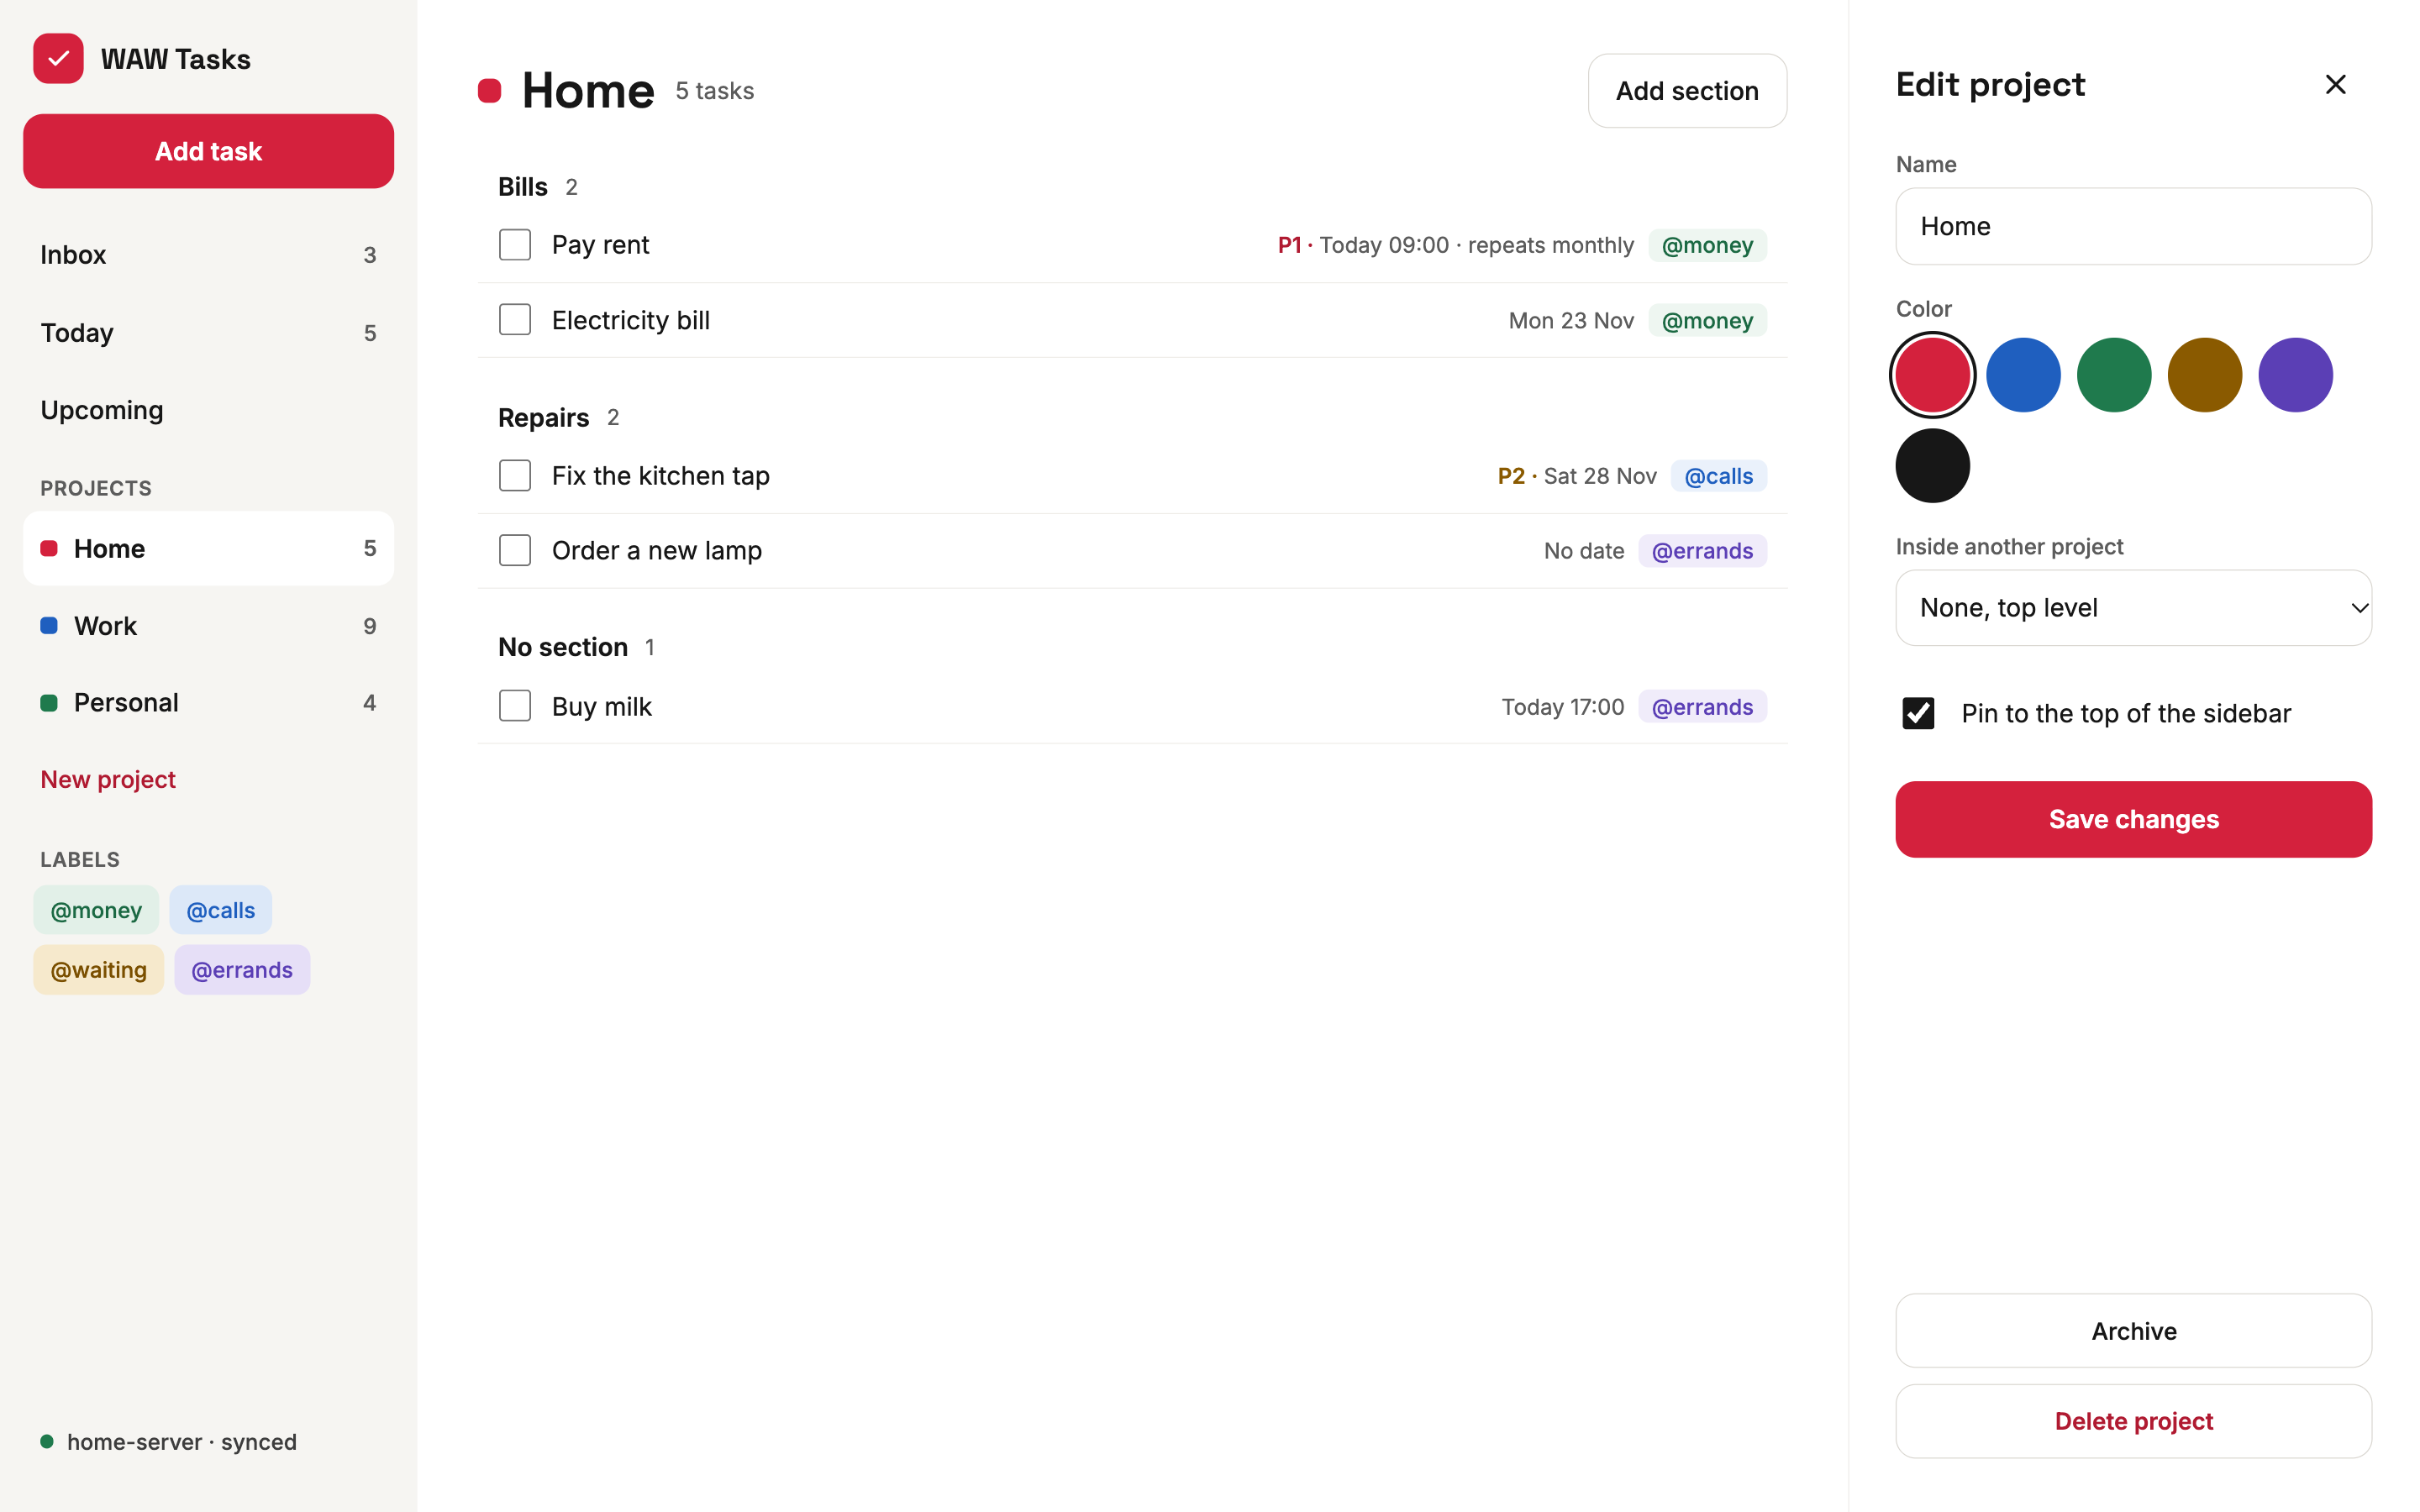 WAW Tasks
Add task
Inbox 3
Today 5
Upcoming
PROJECTS
Home 5
Work 9
Personal 4
New project
LABELS
@money @calls
@waiting @errands
home-server · synced
Home 5 tasks Add section
Bills 2
Pay rent P1 · Today 09:00 · repeats monthly @money
Electricity bill Mon 23 Nov @money
Repairs 2
Fix the kitchen tap P2 · Sat 28 Nov @calls
Order a new lamp No date @errands
No section 1
Buy milk Today 17:00 @errands
Edit project
Name
Home
Color
Inside another project
None, top level
Pin to the top of the sidebar
Save changes
Archive
Delete project